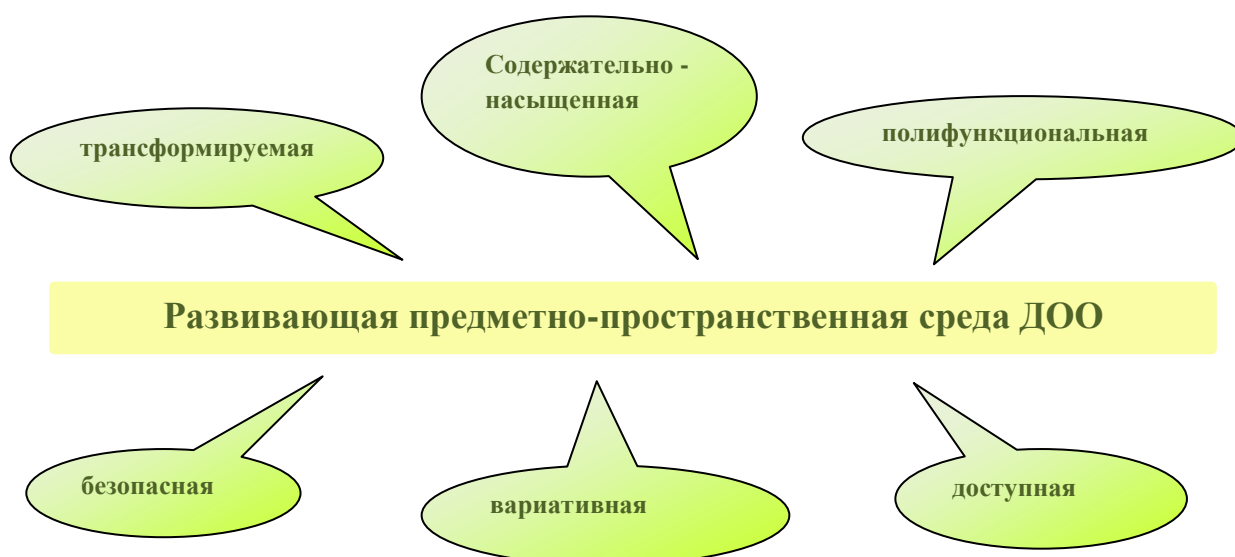 Содержательно -
насыщенная
трансформируемая
полифункциональная
Развивающая предметно-пространственная среда ДОО
безопасная
вариативная
доступная